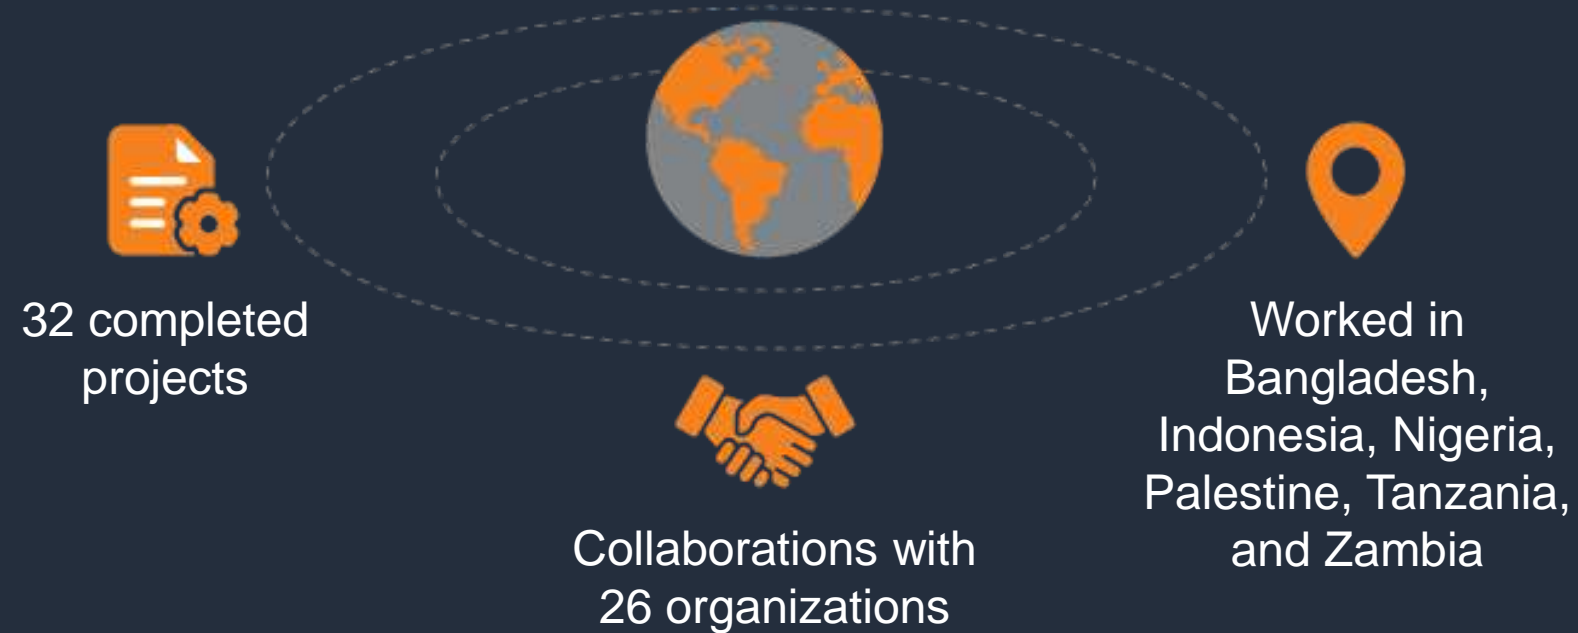 32 completed
projects
Collaborations with
26 organizations
Worked in
Bangladesh,
Indonesia, Nigeria,
Palestine, Tanzania,
and Zambia